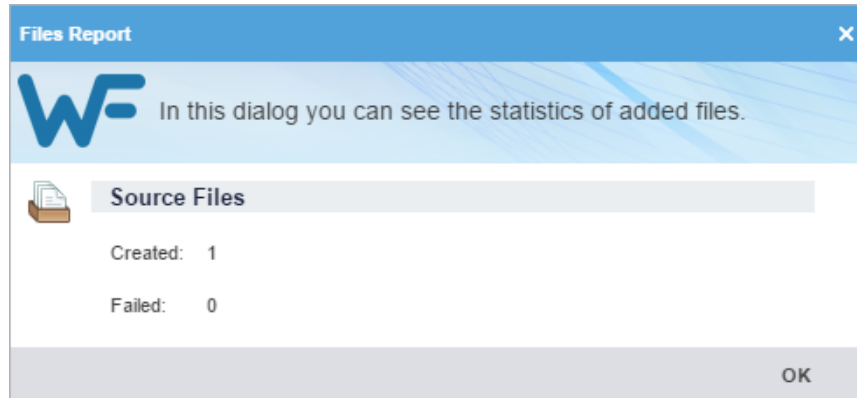 Files Report
WF In this dialog you can see the statistics of added files.
Source Files
Created: 1
Failed: 0
OK